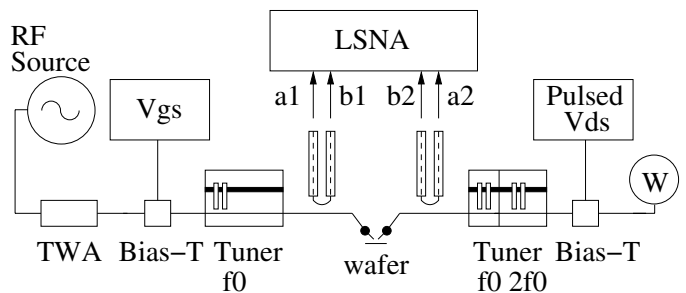 RF
Source
LSNA
Vgs
a1
b1
b2
a2
Pulsed
Vds
W
TWA
Bias−T
Tuner
f0
wafer
Tuner
f0 2f0
Bias−T